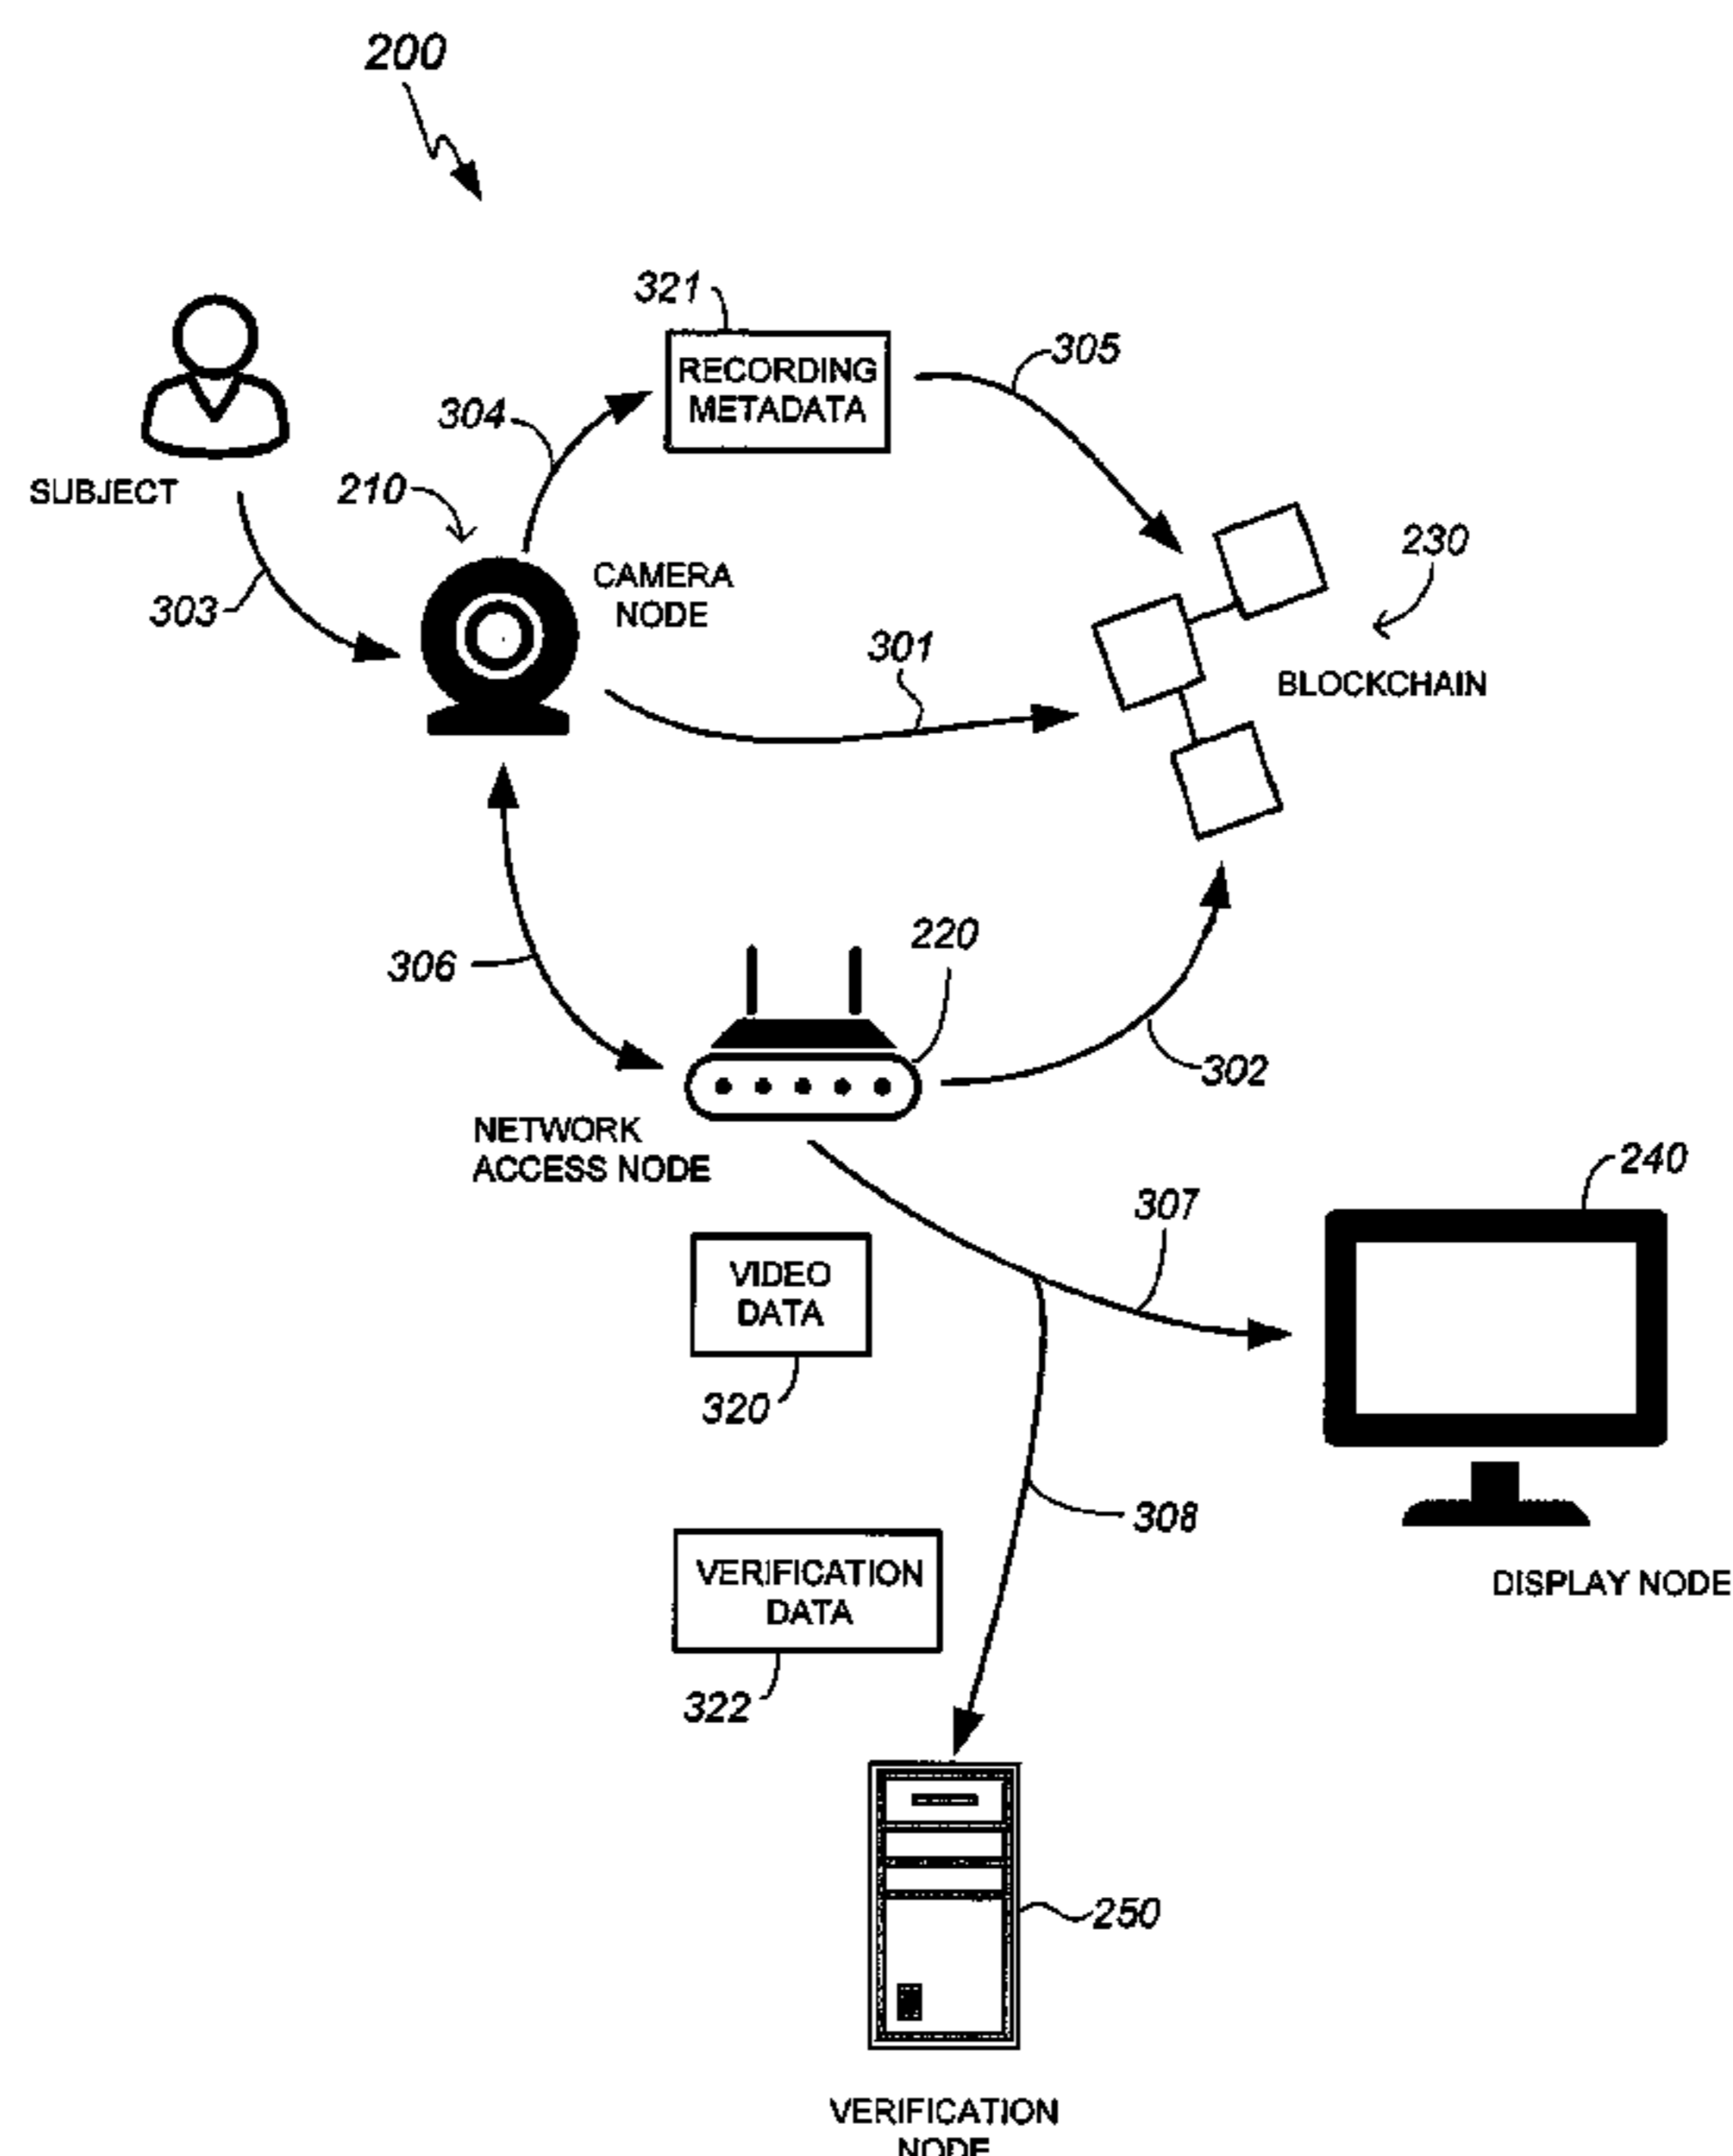 200
321
RECORDING
METADATA
305
304
SUBJECT
210
230
CAMERA
NODE
303
301
BLOCKCHAIN
306
220
302
NETWORK
ACCESS NODE
240
307
VIDEO
DATA
320
308
VERIFICATION
DATA
DISPLAY NODE
322
250
VERIFICATION
NODE